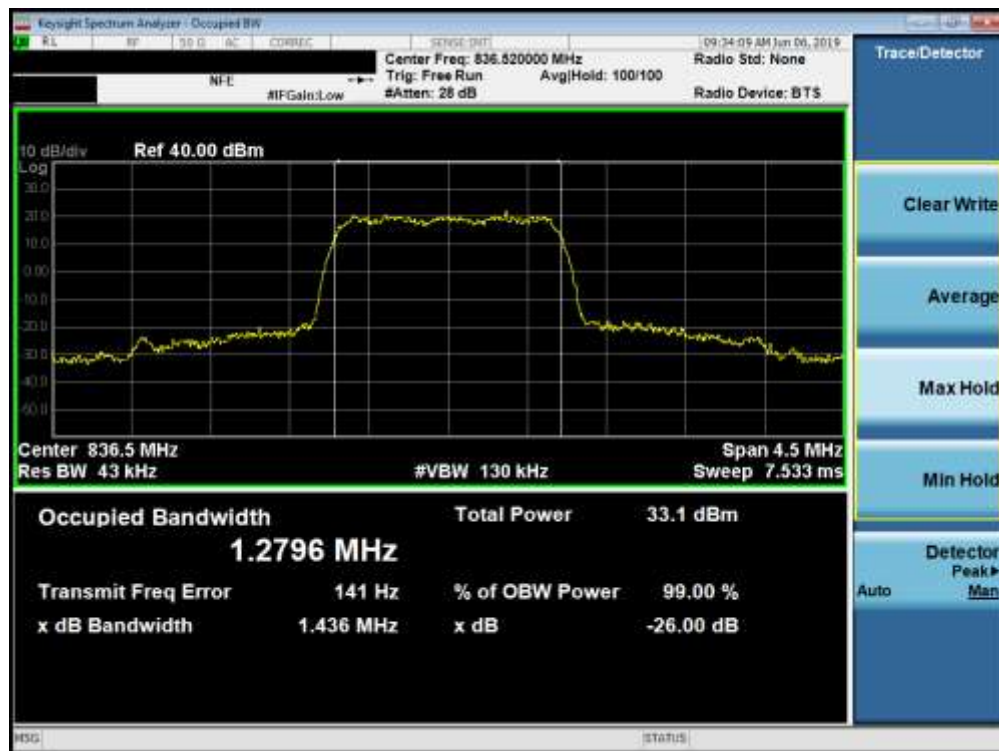 Keysight Spectrum Analyzer - Occupied BW
RL RF 50 Ω AC CORREC SENSE:INT 09:34:09 AM Jun 06, 2019
Center Freq: 836.520000 MHz Radio Std: None
NFE Trig: Free Run Avg|Hold: 100/100
#IFGain:Low #Atten: 28 dB Radio Device: BTS
10 dB/div Ref 40.00 dBm
Log
30.0
20.0
10.0
0.00
-10.0
-20.0
-30.0
-40.0
Center 836.5 MHz Span 4.5 MHz
Res BW 43 kHz #VBW 130 kHz Sweep 7.533 ms
Occupied Bandwidth Total Power 33.1 dBm
1.2796 MHz
Transmit Freq Error 141 Hz % of OBW Power 99.00 %
x dB Bandwidth 1.436 MHz x dB -26.00 dB
MSG STATUS
Trace/Detector
Clear Write
Average
Max Hold
Min Hold
Detector
Peak▶
Auto Man